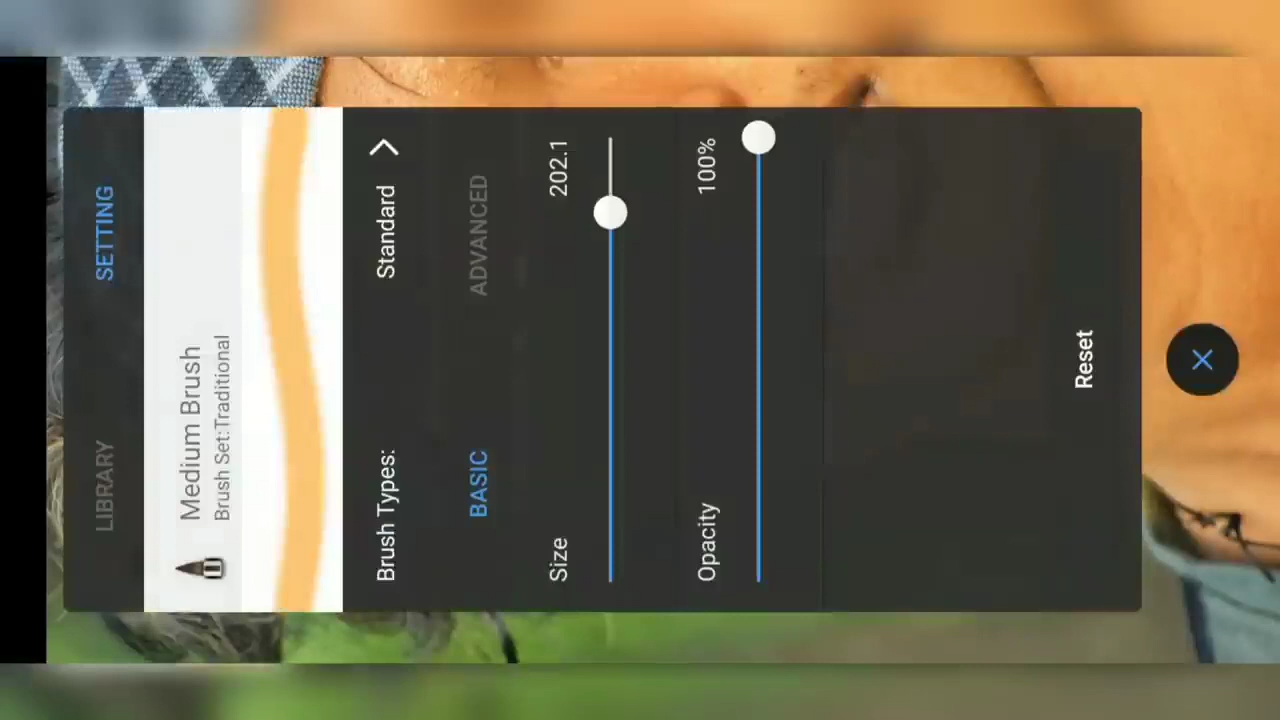 LIBRARY SETTING
Medium Brush
Brush Set:Traditional
Brush Types: Standard
BASIC ADVANCED
Size 202.1
Opacity 100%
Reset